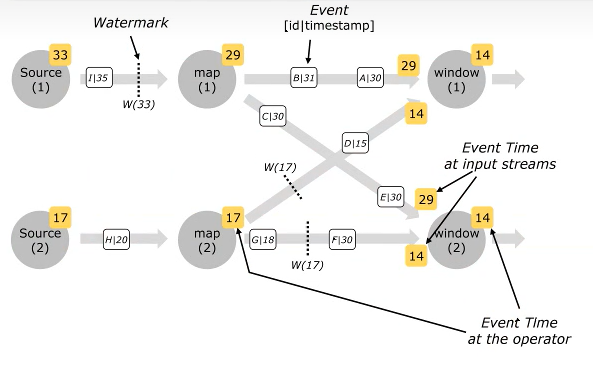 Watermark
Event
[id|timestamp]
33
Source
(1)
I|35
W(33)
29
map
(1)
B|31
A|30
29
14
window
(1)
C|30
14
D|15
Event Time
at input streams
W(17)
E|30
29
17
Source
(2)
H|20
17
map
(2)
G|18
W(17)
F|30
14
14
window
(2)
Event TIme
at the operator